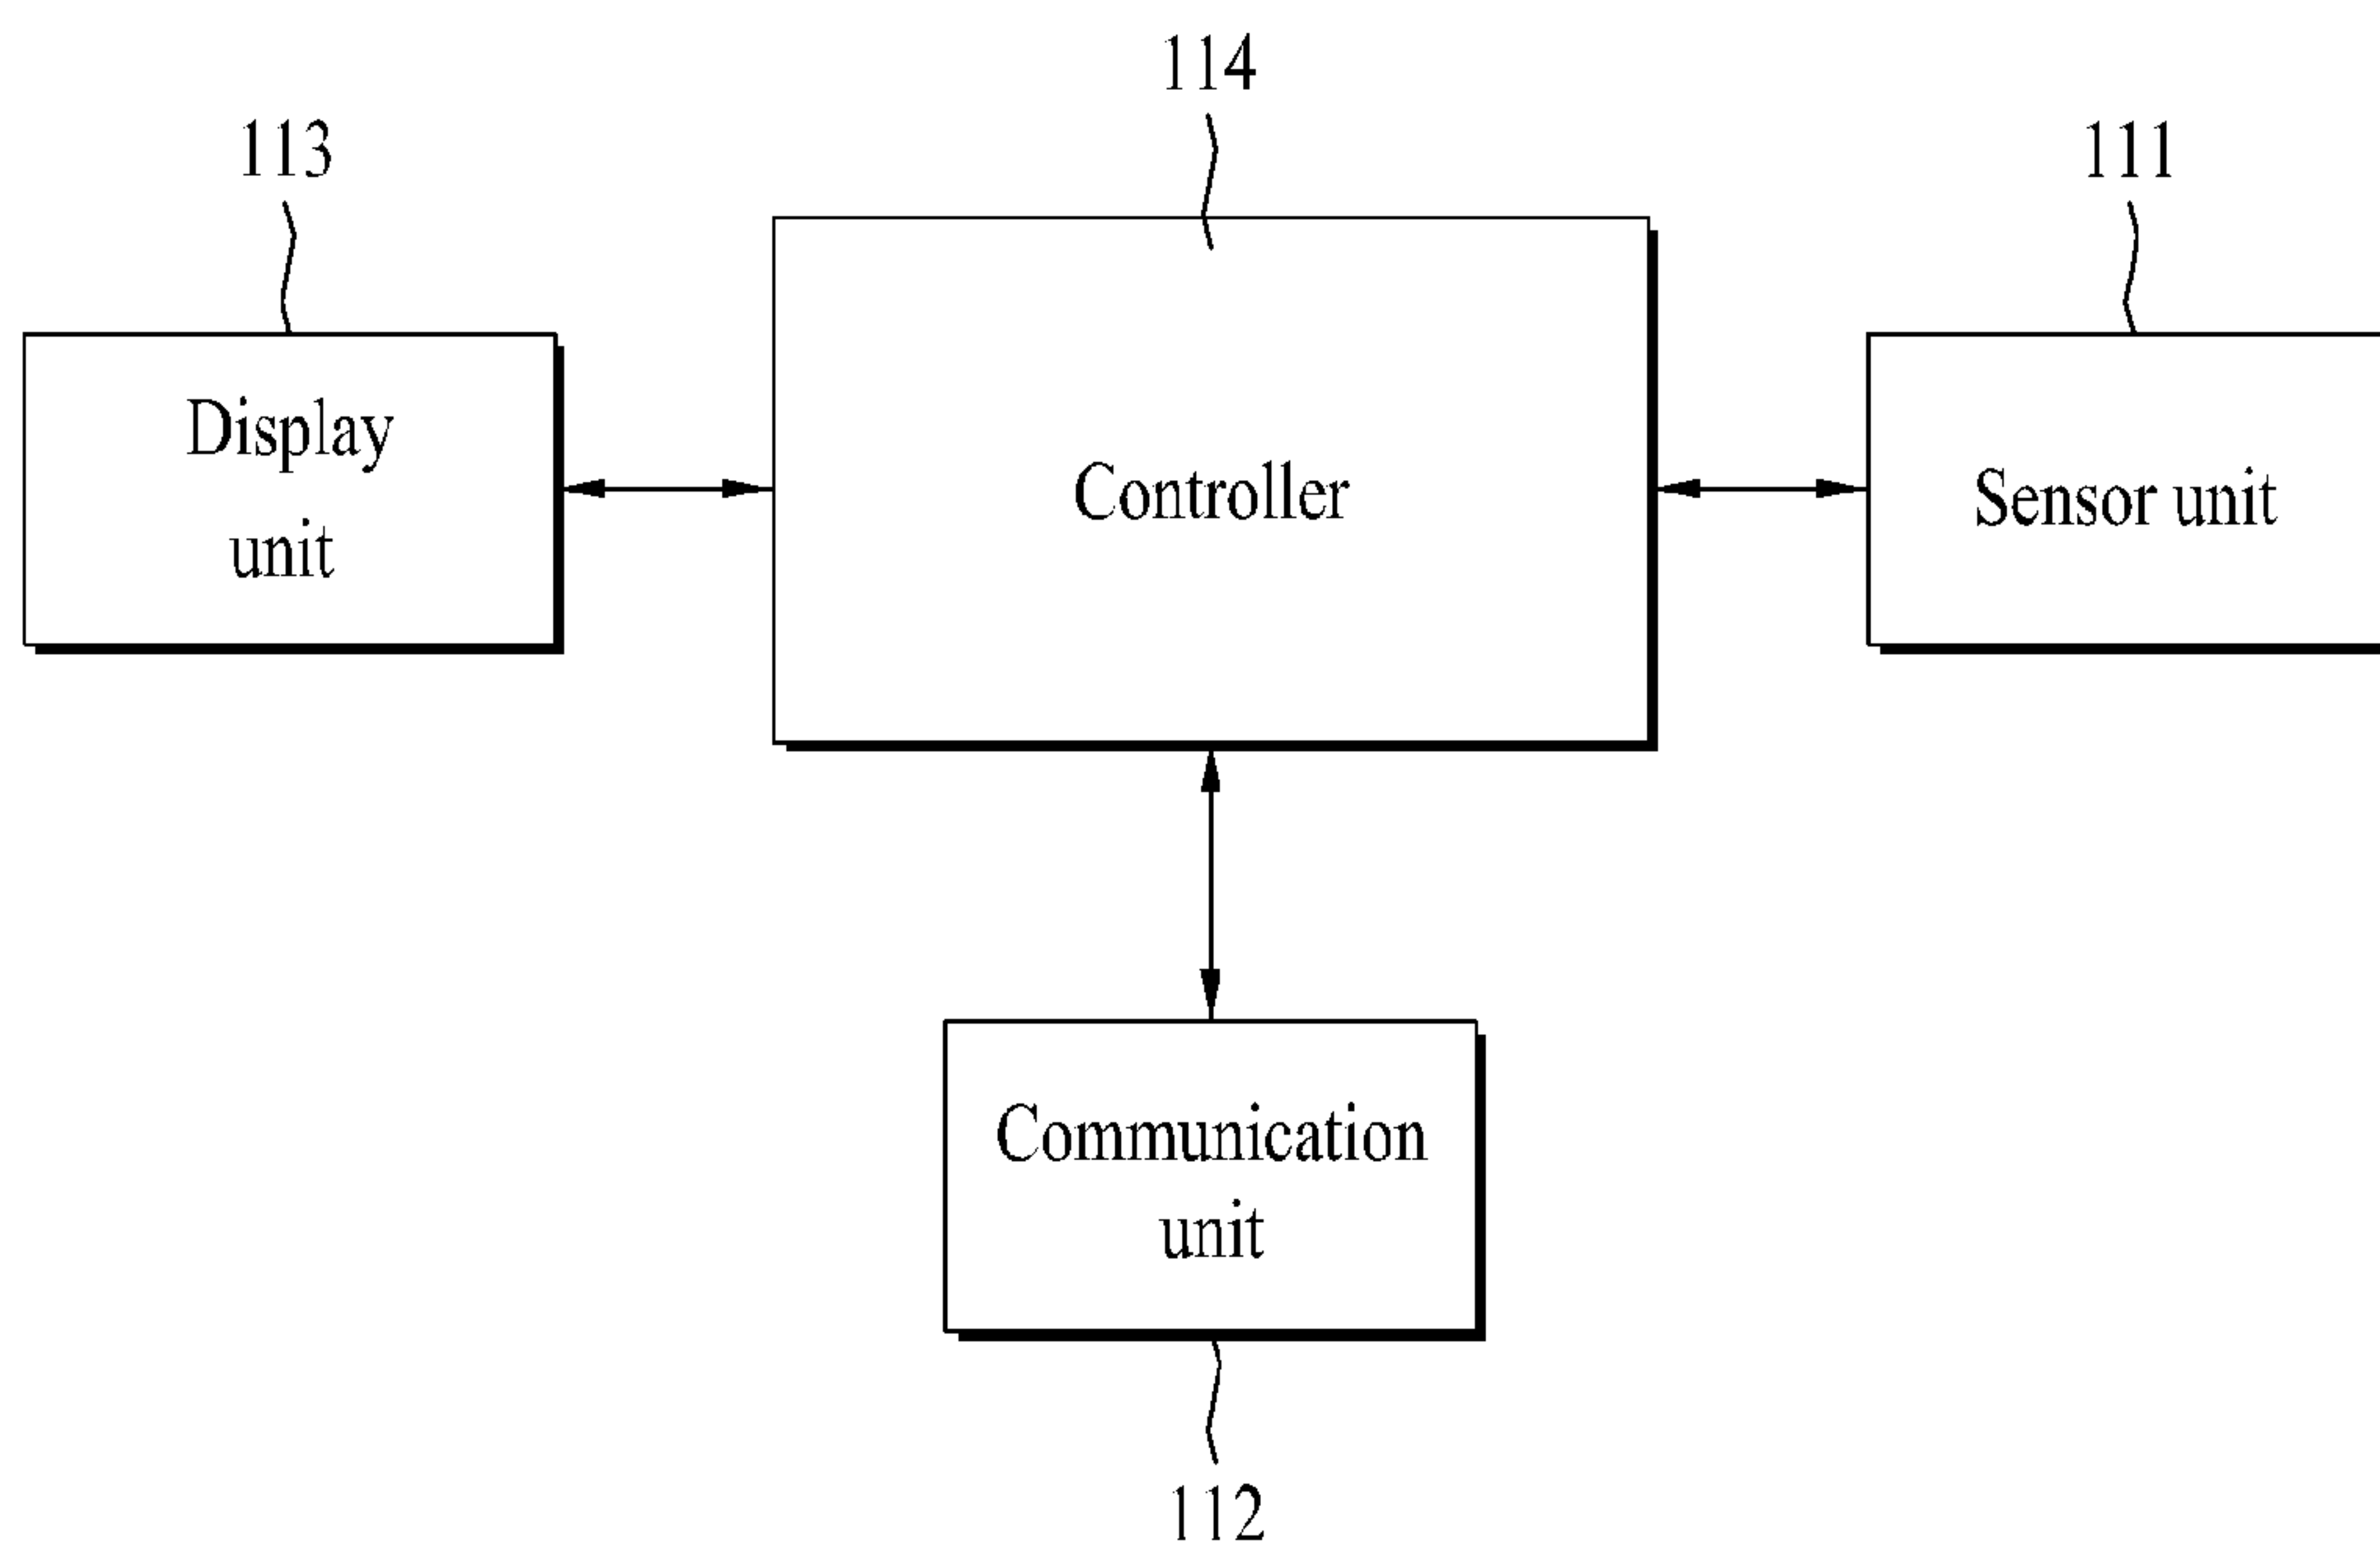 114
113
111
Display
unit
Controller
Sensor unit
Communication
unit
112